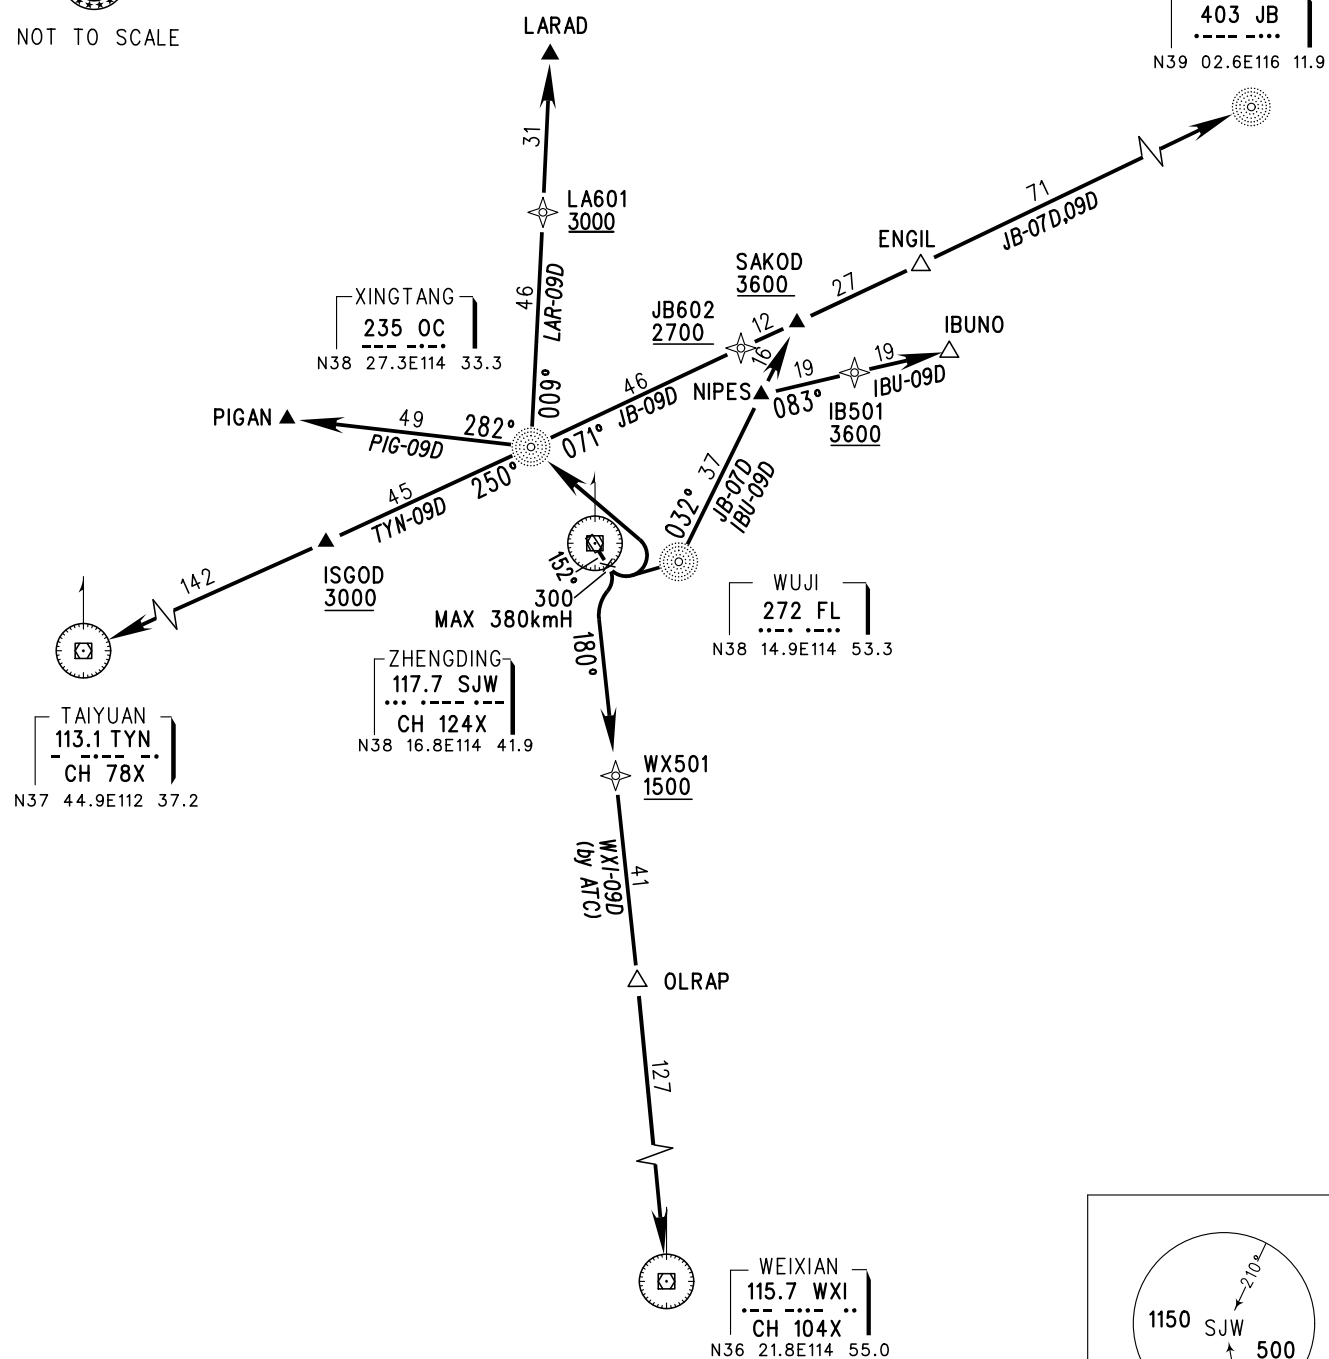 NOT TO SCALE
LARAD
403 JB
N39 02.6E116 11.9
31
LA601
3000
71
JB-07D,09D
ENGIL
SAKOD
3600
27
46
LAR-09D
XINGTANG
235 OC
N38 27.3E114 33.3
JB602
2700
12
16
IBUNO
19
19
IBU-09D
NIPES
083°
IB501
3600
009°
46
JB-09D
PIGAN
49
PIG-09D
282°
071°
250°
45
TYN-09D
37
JB-07D
IBU-09D
032°
142
ISGOD
3000
152°
300
MAX 380kmH
WUJI
272 FL
N38 14.9E114 53.3
180°
ZHENGDING
117.7 SJW
CH 124X
N38 16.8E114 41.9
TAIYUAN
113.1 TYN
CH 78X
N37 44.9E112 37.2
WX501
1500
WXI-09D
(by ATC)
41
OLRAP
127
WEIXIAN
115.7 WXI
CH 104X
N36 21.8E114 55.0
210°
1150
SJW
500